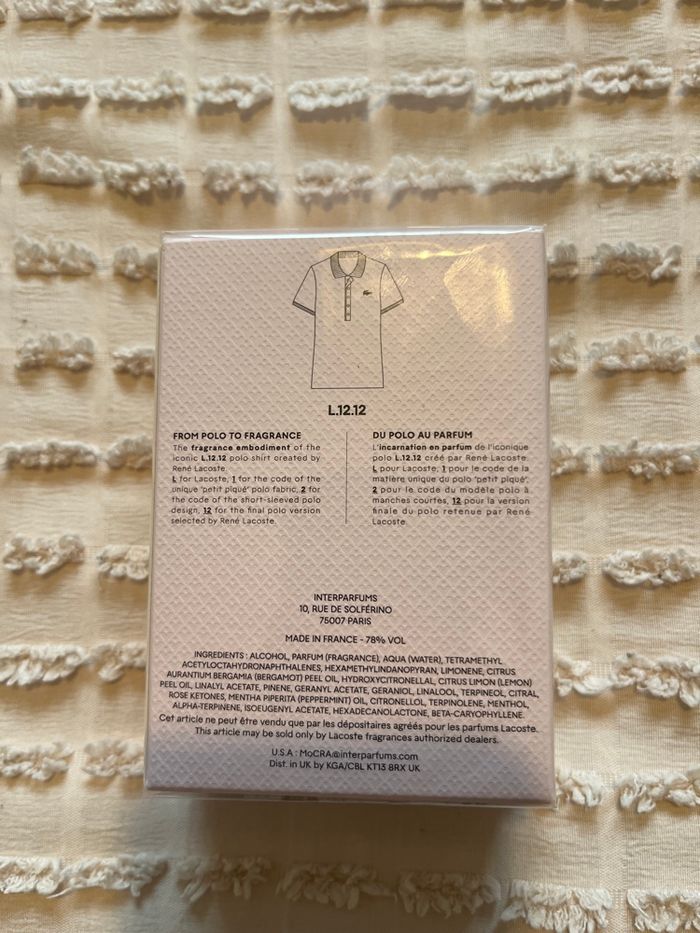 L.12.12
FROM POLO TO FRAGRANCE
The fragrance embodiment of the
iconic L.12.12 polo shirt created by
René Lacoste.
L for Lacoste, 1 for the code of the
unique "petit piqué" polo fabric, 2 for
the code of the short-sleeved polo
design, 12 for the final polo version
selected by René Lacoste.
DU POLO AU PARFUM
L'incarnation en parfum de l'iconique
polo L.12.12 créé par René Lacoste.
L pour Lacoste, 1 pour le code de la
matière unique du polo "petit piqué",
2 pour le code du modèle polo à
manches courtes, 12 pour la version
finale du polo retenue par René
Lacoste.
INTERPARFUMS
10, RUE DE SOLFÉRINO
75007 PARIS
MADE IN FRANCE - 78% VOL
INGREDIENTS : ALCOHOL, PARFUM (FRAGRANCE), AQUA (WATER), TETRAMETHYL
ACETYLOCTAHYDRONAPHTHALENES, HEXAMETHYLINDANOPYRAN, LIMONENE, CITRUS
AURANTIUM BERGAMIA (BERGAMOT) PEEL OIL, HYDROXYCITRONELLAL, CITRUS LIMON (LEMON)
PEEL OIL, LINALYL ACETATE, PINENE, GERANYL ACETATE, GERANIOL, LINALOOL, TERPINEOL, CITRAL,
ROSE KETONES, MENTHA PIPERITA (PEPPERMINT) OIL, CITRONELLOL, TERPINOLENE, MENTHOL,
ALPHA-TERPINENE, ISOEUGENYL ACETATE, HEXADECANOLACTONE, BETA-CARYOPHYLLENE.
Cet article ne peut être vendu que par les dépositaires agréés pour les parfums Lacoste.
This article may be sold only by Lacoste fragrances authorized dealers.
U.S.A : MoCRA@interparfums.com
Dist. in UK by KGA/CBL KT13 8RX UK